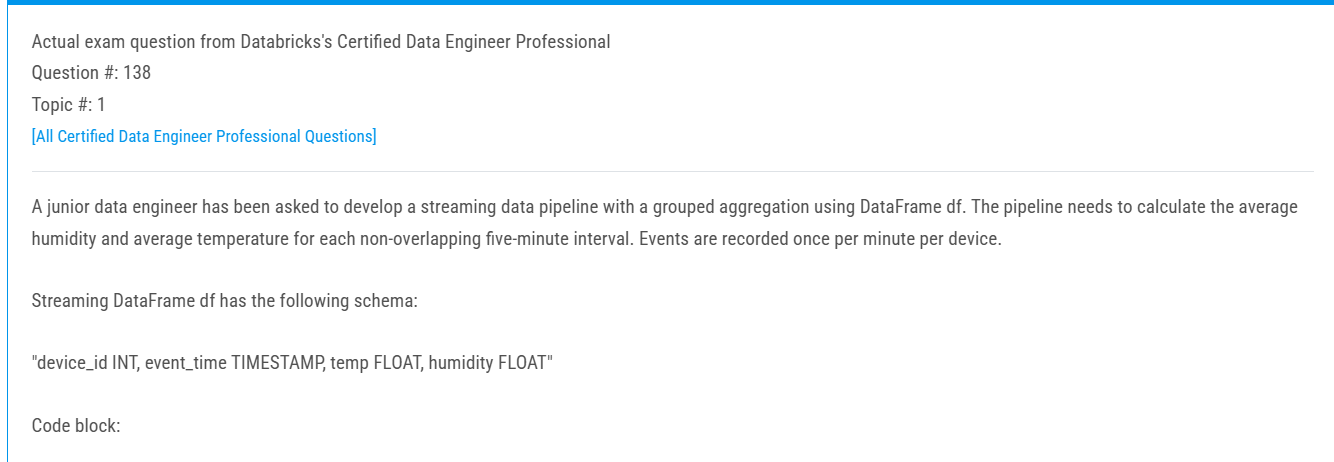 Actual exam question from Databricks's Certified Data Engineer Professional
Question #: 138
Topic #: 1
[All Certified Data Engineer Professional Questions]
A junior data engineer has been asked to develop a streaming data pipeline with a grouped aggregation using DataFrame df. The pipeline needs to calculate the average
humidity and average temperature for each non-overlapping five-minute interval. Events are recorded once per minute per device.
Streaming DataFrame df has the following schema:
"device_id INT, event_time TIMESTAMP, temp FLOAT, humidity FLOAT"
Code block: